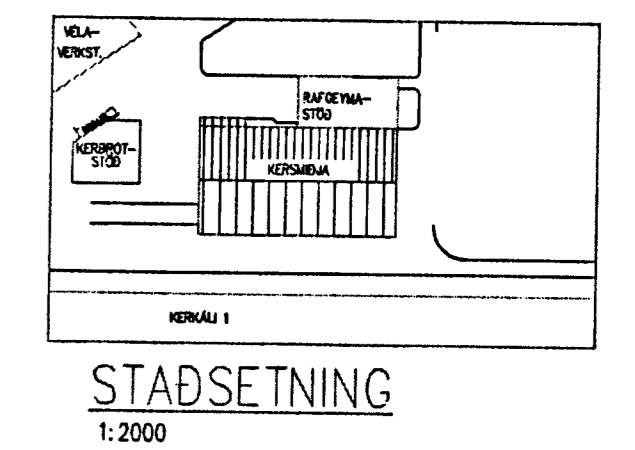 VÉLA-
VERKST.
RAFGEYMA-
STÖÐ
KERBROT-
STÖÐ
KERSMIÐJA
KERKÁLI 1
STAÐSETNING
1:2000